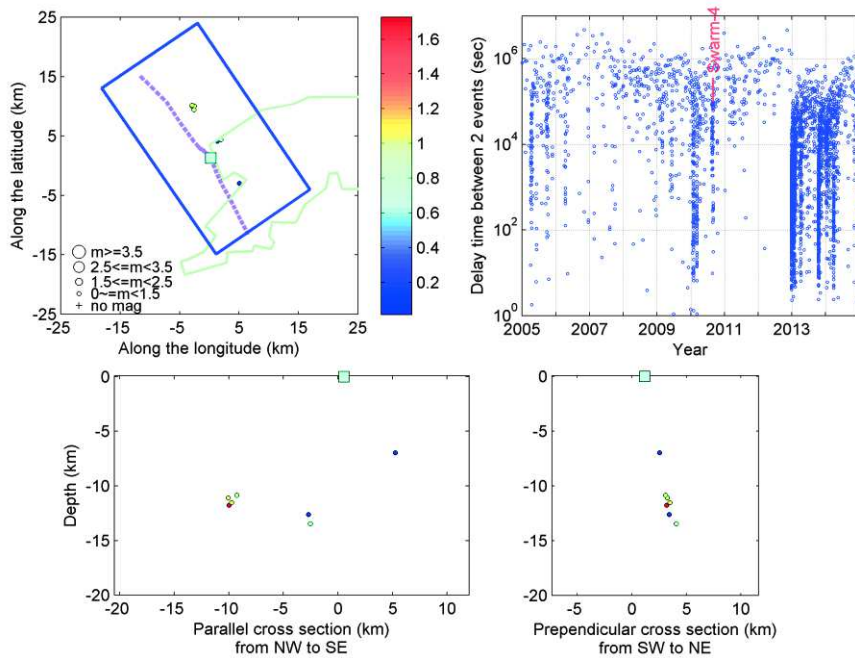 25
15
5
-5
-15
-25
Along the latitude (km)
m>=3.5
2.5<=m<3.5
1.5<=m<2.5
0~=m<1.5
no mag
-25 -15 -5 5 15 25
Along the longitude (km)
1.6
1.4
1.2
1
0.8
0.6
0.4
0.2
Swarm-4
10^6
10^4
10^2
10^0
Delay time between 2 events (sec)
2005 2007 2009 2011 2013
Year
0
-5
-10
-15
-20
Depth (km)
-20 -15 -10 -5 0 5 10
Parallel cross section (km)
from NW to SE
0
-5
-10
-15
-20
-5 0 5 10
Prependicular cross section (km)
from SW to NE